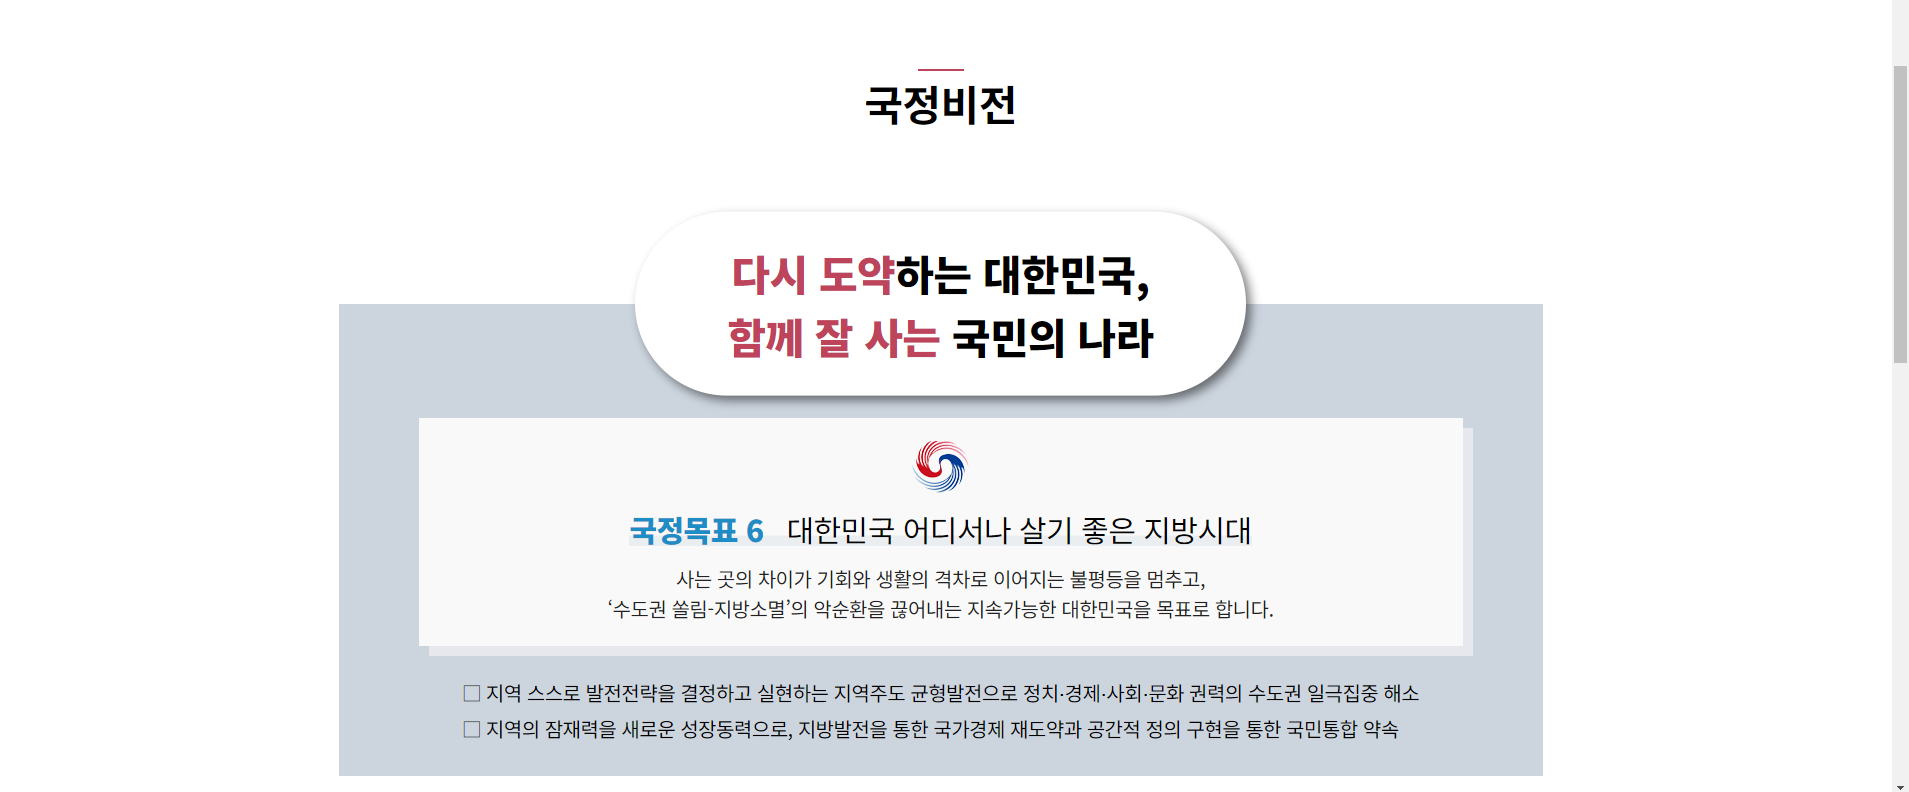 국정비전
다시 도약하는 대한민국,
함께 잘 사는 국민의 나라
국정목표 6 대한민국 어디서나 살기 좋은 지방시대
사는 곳의 차이가 기회와 생활의 격차로 이어지는 불평등을 멈추고,
‘수도권 쏠림-지방소멸’의 악순환을 끊어내는 지속가능한 대한민국을 목표로 합니다.
□ 지역 스스로 발전전략을 결정하고 실현하는 지역주도 균형발전으로 정치·경제·사회·문화 권력의 수도권 일극집중 해소
□ 지역의 잠재력을 새로운 성장동력으로, 지방발전을 통한 국가경제 재도약과 공간적 정의 구현을 통한 국민통합 약속